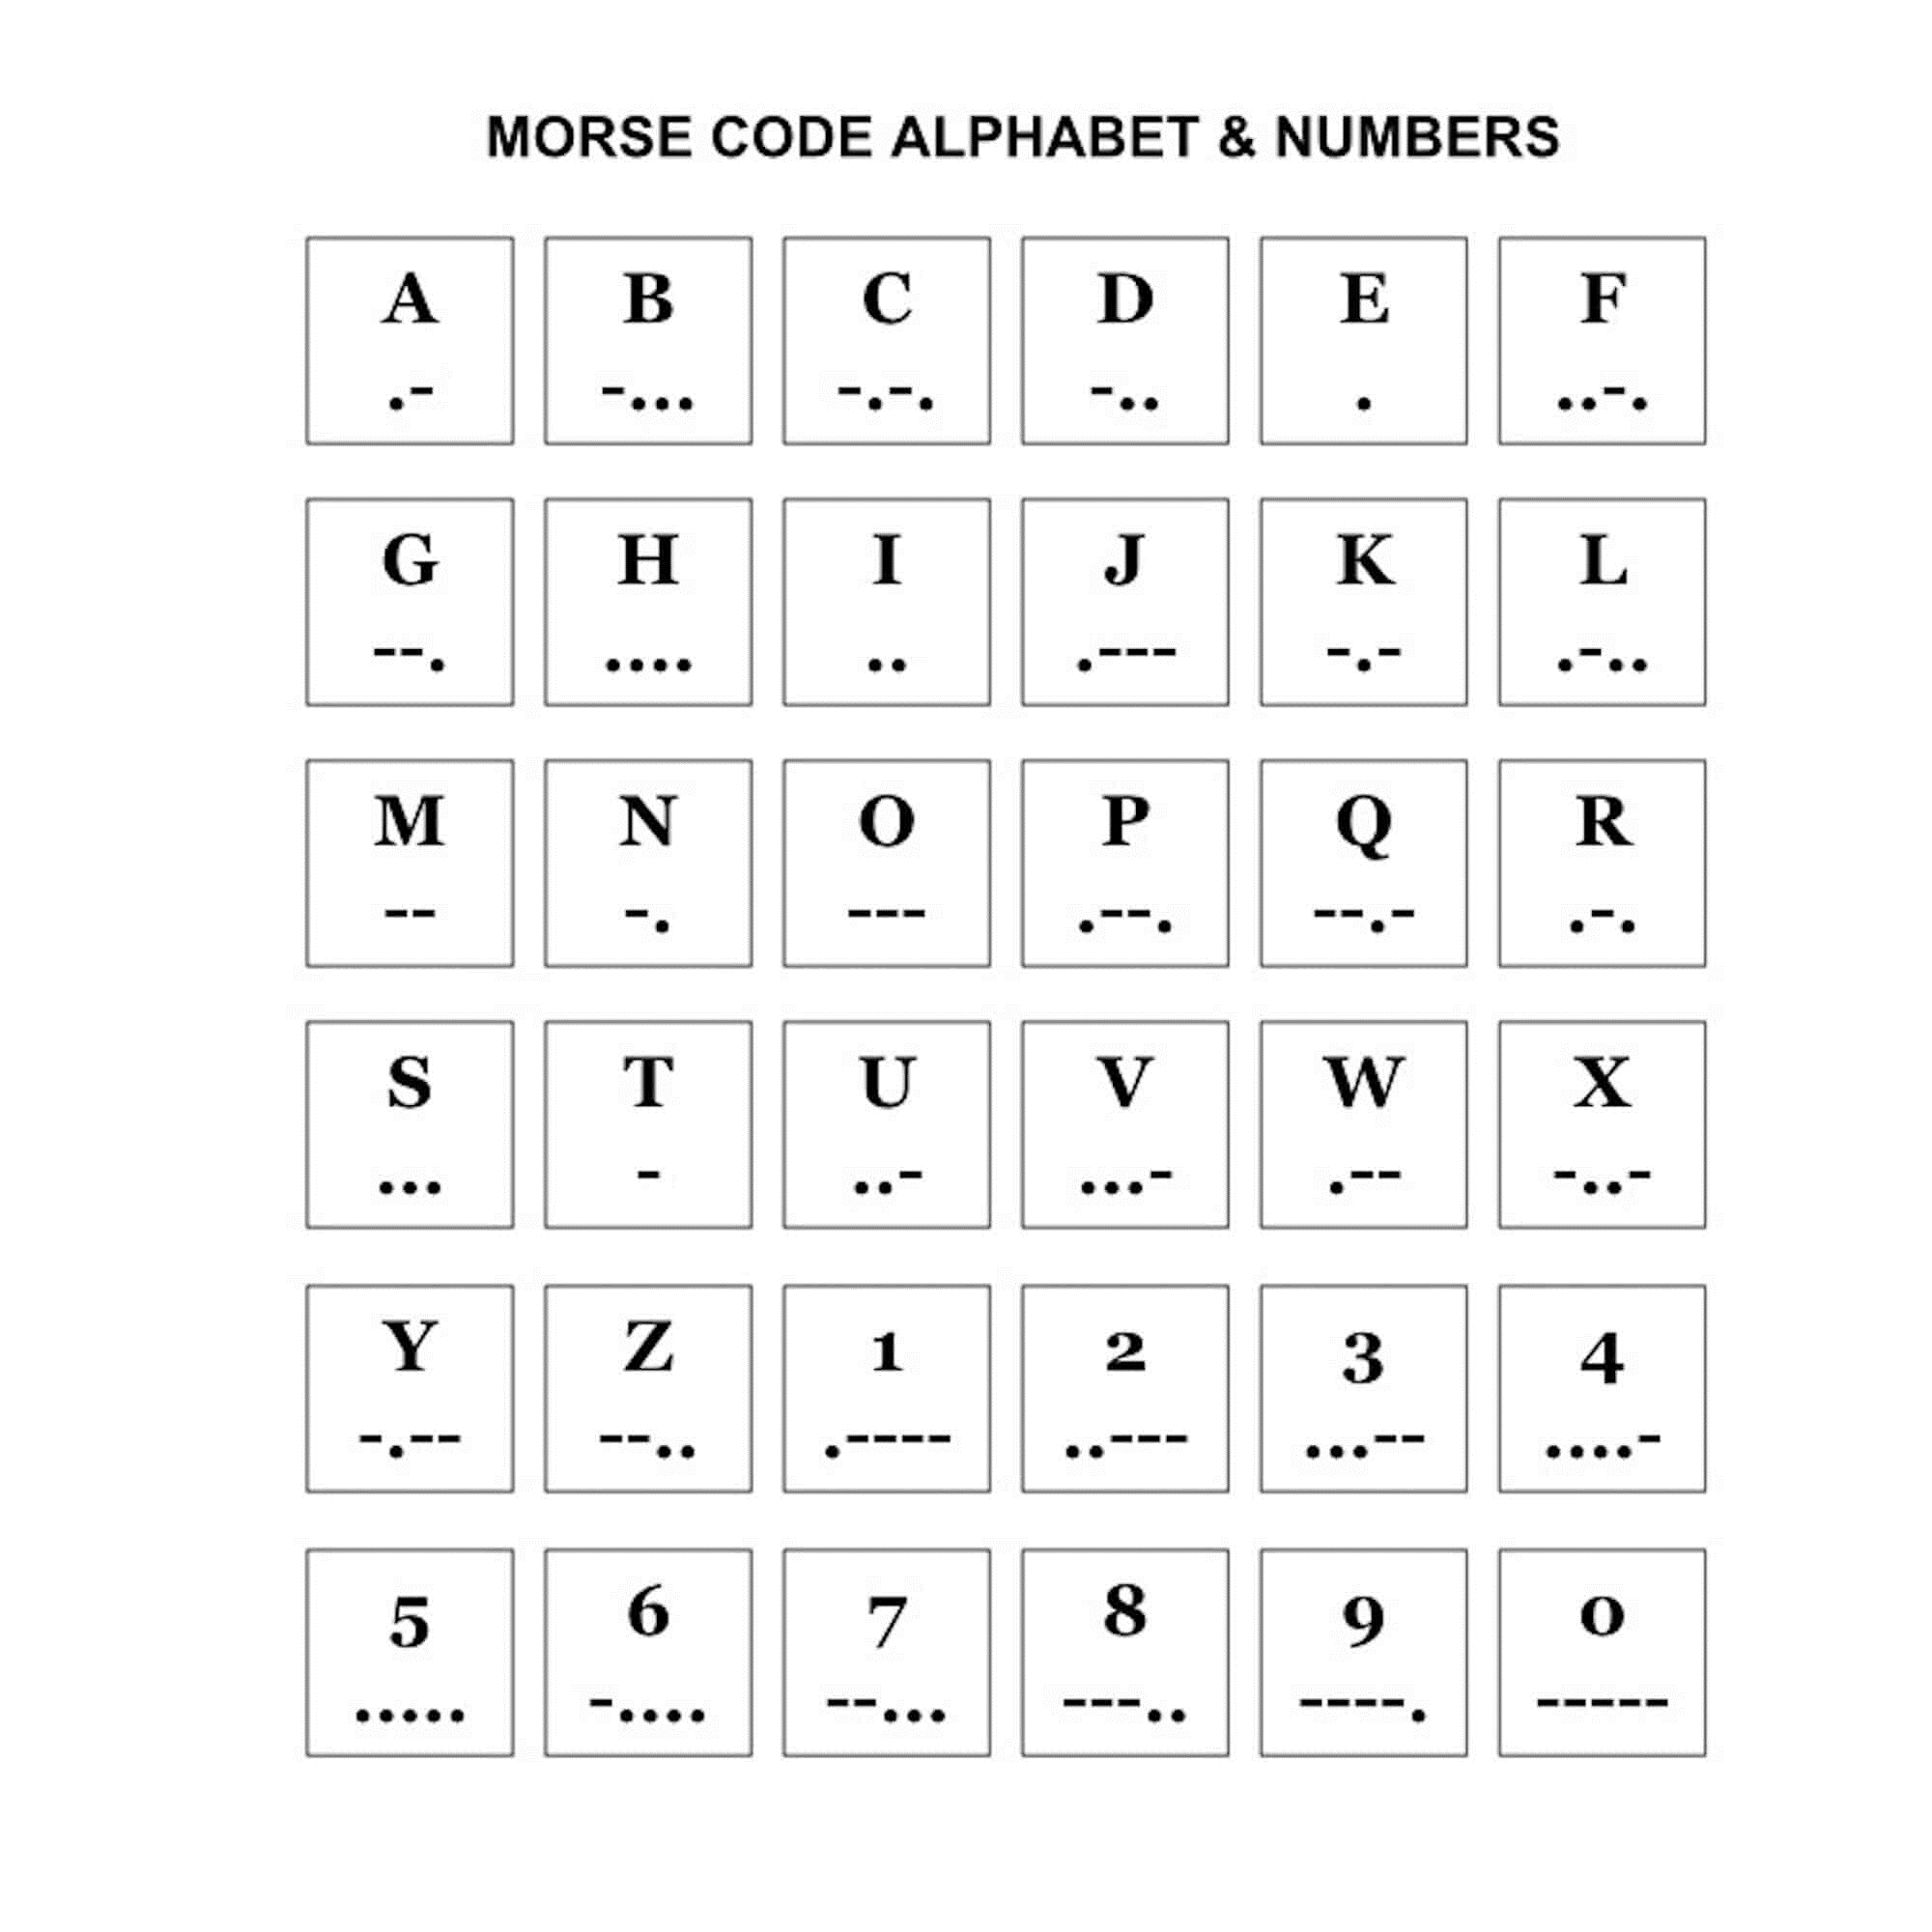 MORSE CODE ALPHABET & NUMBERS
A B C D E F
.- -... -.-. -.. . ..-.
G H I J K L
--. .... .. .--- -.- .-..
M N O P Q R
-- -. --- .--. --.- .-.
S T U V W X
... - ..- ...- .-- -..-
Y Z 1 2 3 4
-.-- --.. .---- ..--- ...-- ....-
5 6 7 8 9 0
..... -.... --... ---.. ----. -----